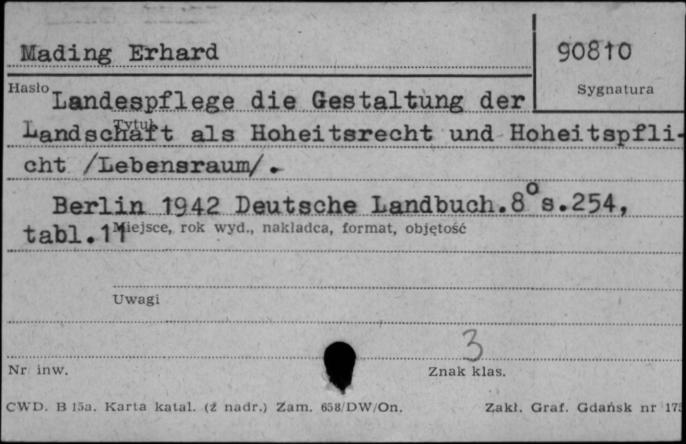 Mading Erhard
90810
Hasło
Sygnatura
Landespflege die Gestaltung der
Tytuł
Landschaft als Hoheitsrecht und Hoheitspfli-
cht /Lebensraum/.
Berlin 1942 Deutsche Landbuch.8° s.254,
tabl.11
Miejsce, rok wyd., nakładca, format, objętość
Uwagi
3
Nr inw.
Znak klas.
CWD. B 15a. Karta katal. (ź nadr.) Zam. 658/DW/On.
Zakł. Graf. Gdańsk nr 175